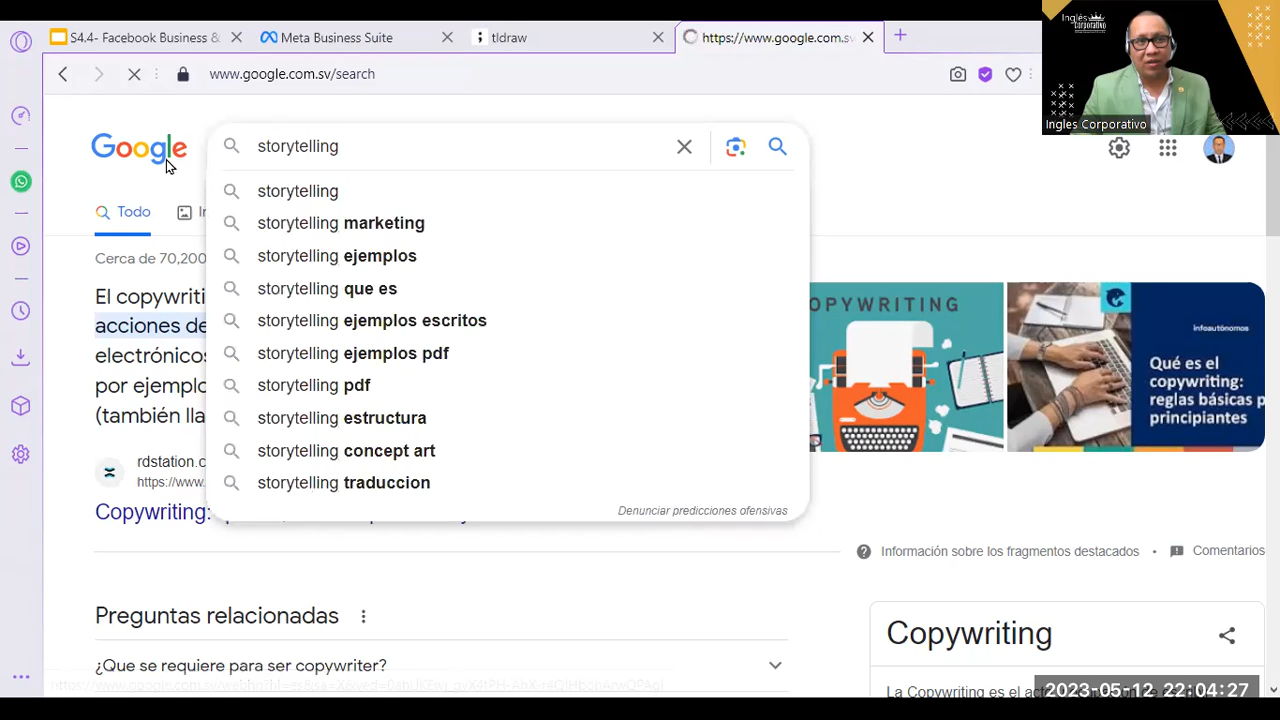 S4.4- Facebook Business &
Meta Business Suite
tldraw
https://www.google.com.sv
www.google.com.sv/search
Inglés
Corporativo
Ingles Corporativo
Google
storytelling
Todo
storytelling
storytelling marketing
storytelling ejemplos
storytelling que es
storytelling ejemplos escritos
storytelling ejemplos pdf
storytelling pdf
storytelling estructura
storytelling concept art
storytelling traduccion
Denunciar predicciones ofensivas
Cerca de 70,200
El copywriti
acciones de
electrónicos
por ejemplo
(también lla
rdstation.c
https://www.
Copywriting:
COPYWRITING
infoautónomos
Qué es el
copywriting:
reglas básicas p
principiantes
Información sobre los fragmentos destacados
Comentarios
Preguntas relacionadas
¿Que se requiere para ser copywriter?
Copywriting
La Copywriting es el
2023-05-12 22:04:27